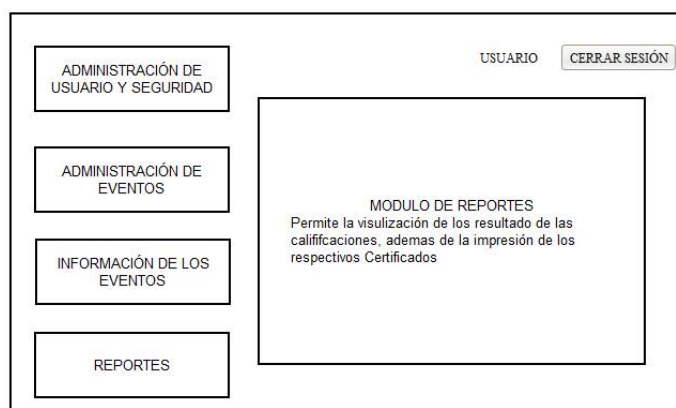 USUARIO CERRAR SESIÓN
ADMINISTRACIÓN DE
USUARIO Y SEGURIDAD
ADMINISTRACIÓN DE
EVENTOS
INFORMACIÓN DE LOS
EVENTOS
REPORTES
MODULO DE REPORTES
Permite la visulización de los resultado de las
califfcaciones, ademas de la impresión de los
respectivos Certificados